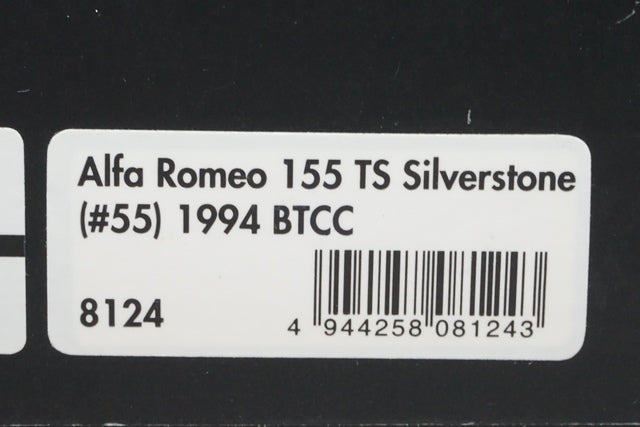 Alfa Romeo 155 TS Silverstone
(#55) 1994 BTCC
8124
4 944258 081243